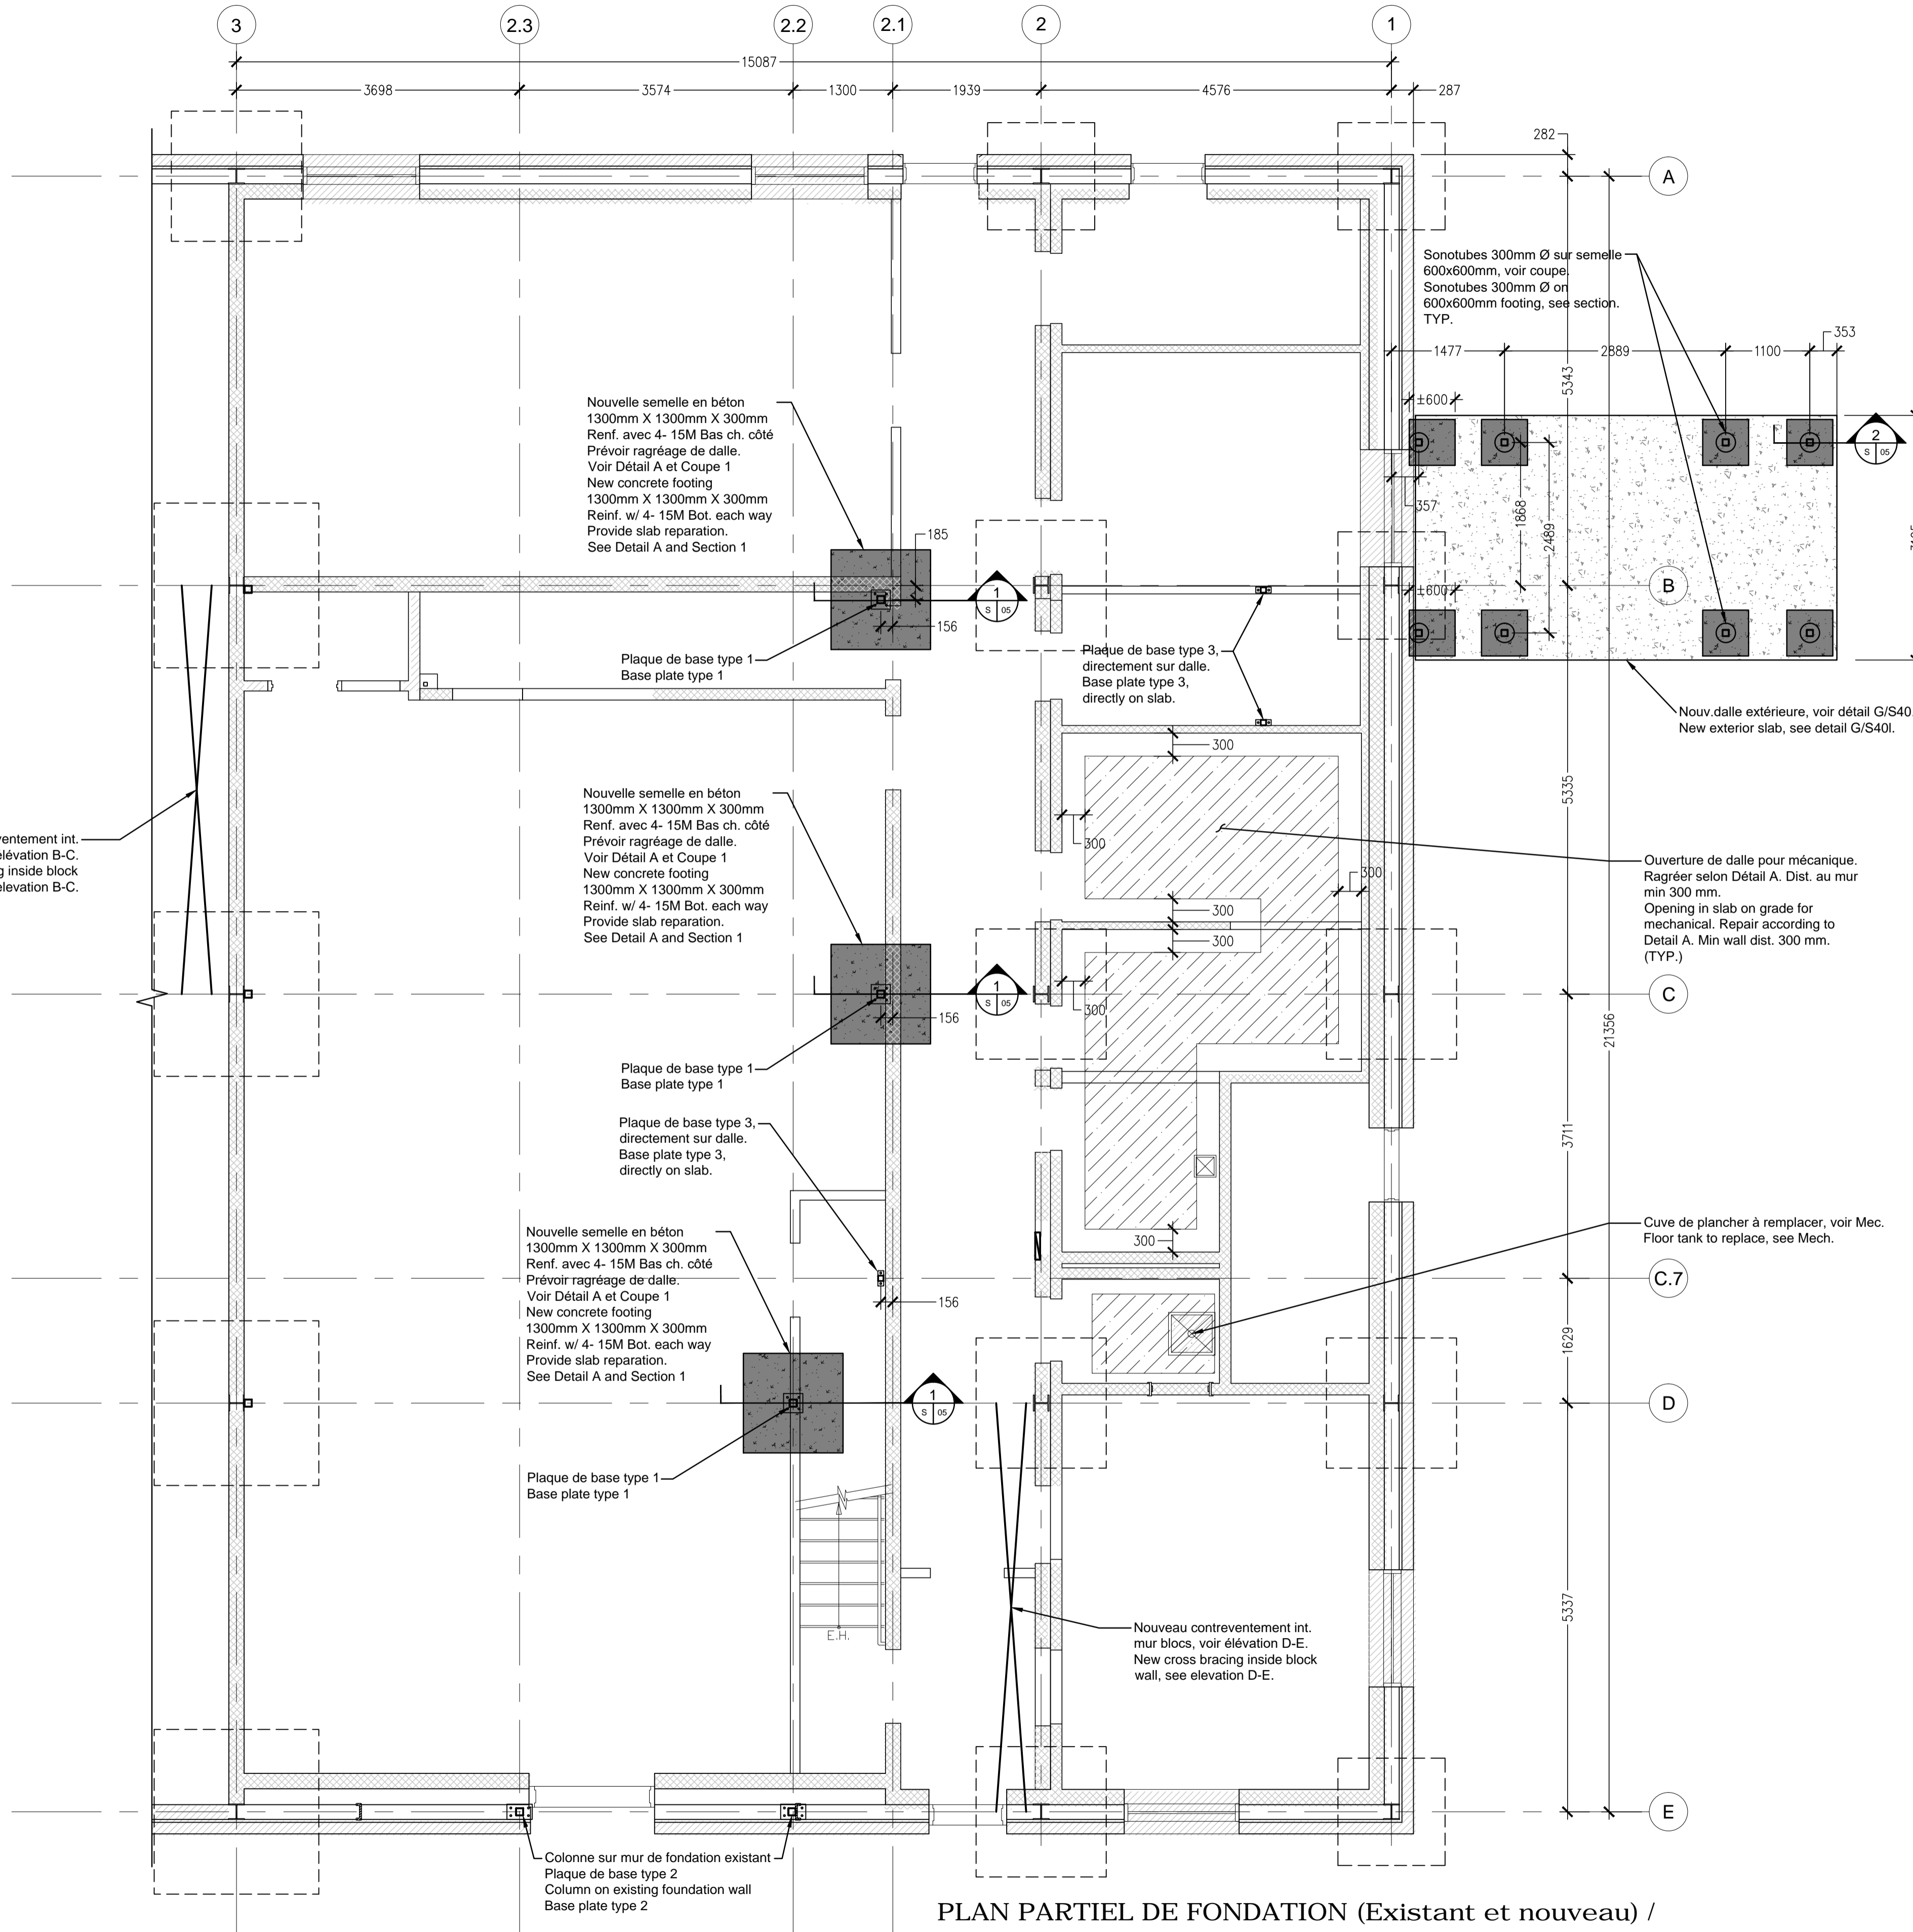 3
2.3
2.2
2.1
2
1
15087
3698
3574
1300
1939
4576
287
282
A
Sonotubes 300mm Ø sur semelle
600x600mm, voir coupe.
Sonotubes 300mm Ø on
600x600mm footing, see section.
TYP.
353
1477
2889
1100
5343
±600
2
S
05
357
1868
2489
±600
B
Nouvelle semelle en béton
1300mm X 1300mm X 300mm
Renf. avec 4- 15M Bas ch. côté
Prévoir ragréage de dalle.
Voir Détail A et Coupe 1
New concrete footing
1300mm X 1300mm X 300mm
Reinf. w/ 4- 15M Bot. each way
Provide slab reparation.
See Detail A and Section 1
185
1
S
05
156
Plaque de base type 1
Base plate type 1
Plaque de base type 3,
directement sur dalle.
Base plate type 3,
directly on slab.
Nouv.dalle extérieure, voir détail G/S40
New exterior slab, see detail G/S40I.
300
5335
Nouvelle semelle en béton
1300mm X 1300mm X 300mm
Renf. avec 4- 15M Bas ch. côté
Prévoir ragréage de dalle.
Voir Détail A et Coupe 1
New concrete footing
1300mm X 1300mm X 300mm
Reinf. w/ 4- 15M Bot. each way
Provide slab reparation.
See Detail A and Section 1
ventement int.
elévation B-C.
g inside block
elevation B-C.
300
300
300
300
300
Ouverture de dalle pour mécanique.
Ragréer selon Détail A. Dist. au mur
min 300 mm.
Opening in slab on grade for
mechanical. Repair according to
Detail A. Min wall dist. 300 mm.
(TYP.)
1
S
05
C
156
21356
Plaque de base type 1
Base plate type 1
Plaque de base type 3,
directement sur dalle.
Base plate type 3,
directly on slab.
3711
300
Cuve de plancher à remplacer, voir Mec.
Floor tank to replace, see Mech.
C.7
156
1629
Nouvelle semelle en béton
1300mm X 1300mm X 300mm
Renf. avec 4- 15M Bas ch. côté
Prévoir ragréage de dalle.
Voir Détail A et Coupe 1
New concrete footing
1300mm X 1300mm X 300mm
Reinf. w/ 4- 15M Bot. each way
Provide slab reparation.
See Detail A and Section 1
1
S
05
D
Plaque de base type 1
Base plate type 1
E.H.
5337
Nouveau contreventement int.
mur blocs, voir élévation D-E.
New cross bracing inside block
wall, see elevation D-E.
E
Colonne sur mur de fondation existant
Plaque de base type 2
Column on existing foundation wall
Base plate type 2
PLAN PARTIEL DE FONDATION (Existant et nouveau) /